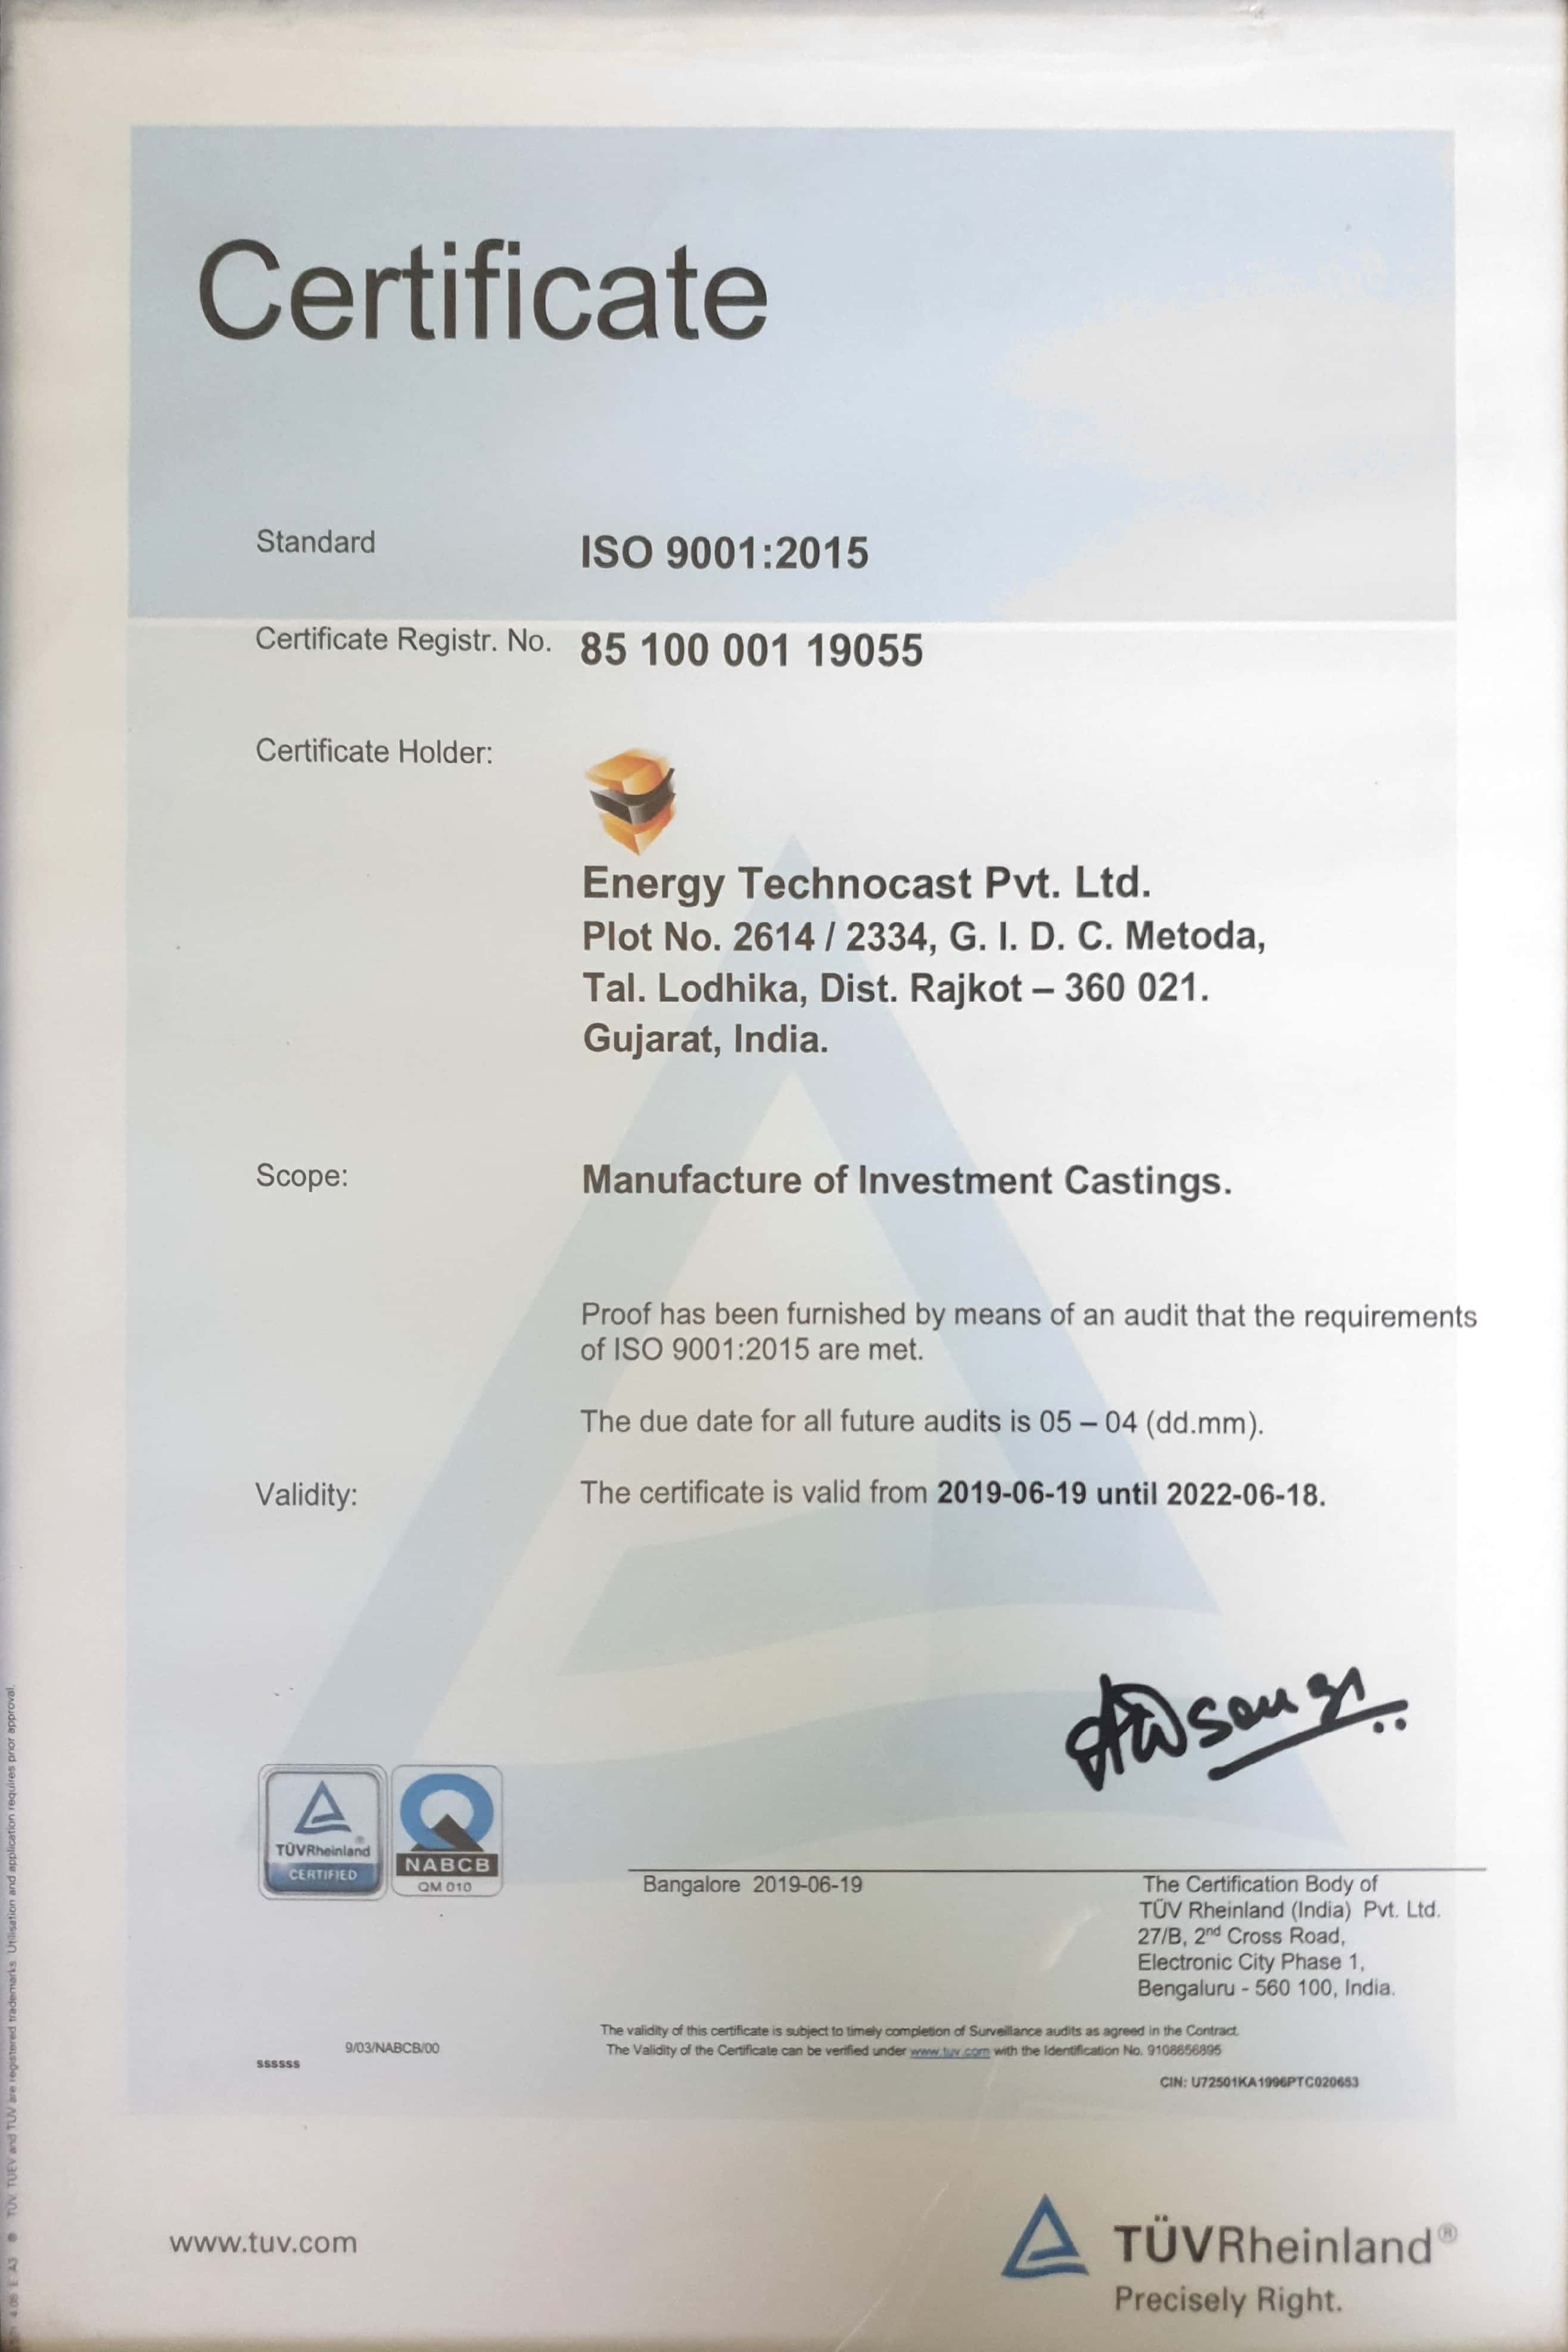 Certificate
Standard ISO 9001:2015
Certificate Registr. No. 85 100 001 19055
Certificate Holder:
Energy Technocast Pvt. Ltd.
Plot No. 2614 / 2334, G. I. D. C. Metoda,
Tal. Lodhika, Dist. Rajkot – 360 021.
Gujarat, India.
Scope: Manufacture of Investment Castings.
Proof has been furnished by means of an audit that the requirements
of ISO 9001:2015 are met.
The due date for all future audits is 05 – 04 (dd.mm).
Validity: The certificate is valid from 2019-06-19 until 2022-06-18.
TÜVRheinland®
CERTIFIED
NABCB
QM 010
Bangalore 2019-06-19
The Certification Body of
TÜV Rheinland (India) Pvt. Ltd.
27/B, 2nd Cross Road,
Electronic City Phase 1,
Bengaluru - 560 100, India.
9/03/NABCB/00
ssssss
The validity of this certificate is subject to timely completion of Surveillance audits as agreed in the Contract.
The Validity of the Certificate can be verified under www.tuv.com with the Identification No. 9108656895
CIN: U72501KA1996PTC020653
www.tuv.com
TÜVRheinland®
Precisely Right.
TÜV, TUEV and TUV are registered trademarks. Utilisation and application requires prior approval.